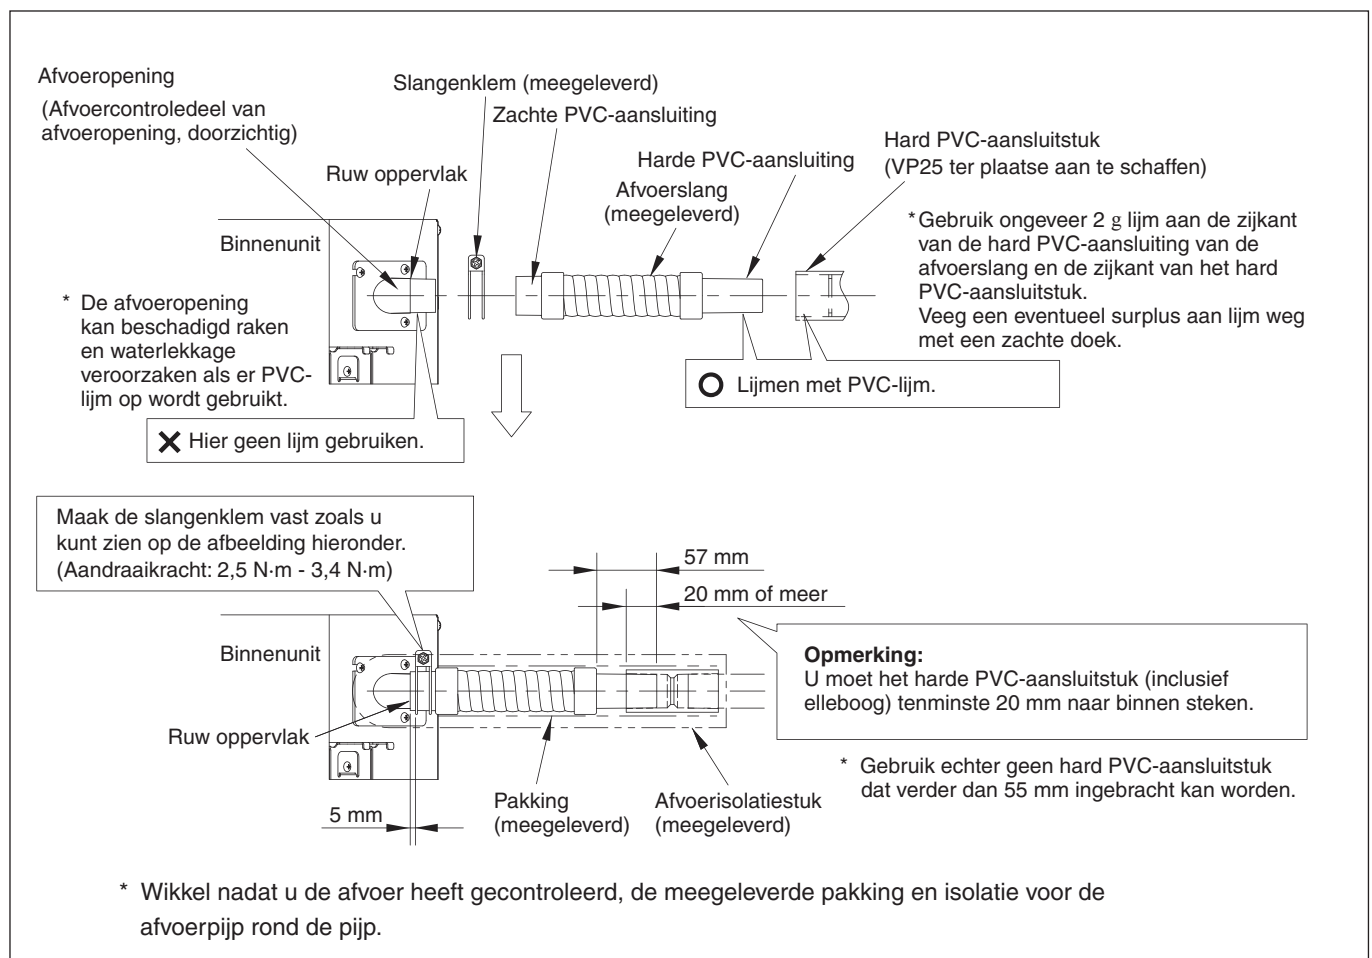 Afvoeropening
(Afvoercontroledeel van
afvoeropening, doorzichtig)
Slangenklem (meegeleverd)
Zachte PVC-aansluiting
Ruw oppervlak
Harde PVC-aansluiting
Afvoerslang
(meegeleverd)
Hard PVC-aansluitstuk
(VP25 ter plaatse aan te schaffen)
Binnenunit
* De afvoeropening
kan beschadigd raken
en waterlekkage
veroorzaken als er PVC-
lijm op wordt gebruikt.
* Gebruik ongeveer 2 g lijm aan de zijkant
van de hard PVC-aansluiting van de
afvoerslang en de zijkant van het hard
PVC-aansluitstuk.
Veeg een eventueel surplus aan lijm weg
met een zachte doek.
Lijmen met PVC-lijm.
Hier geen lijm gebruiken.
Maak de slangenklem vast zoals u
kunt zien op de afbeelding hieronder.
(Aandraaikracht: 2,5 N·m - 3,4 N·m)
57 mm
20 mm of meer
Binnenunit
Opmerking:
U moet het harde PVC-aansluitstuk (inclusief
elleboog) tenminste 20 mm naar binnen steken.
Ruw oppervlak
* Gebruik echter geen hard PVC-aansluitstuk
dat verder dan 55 mm ingebracht kan worden.
5 mm
Pakking
(meegeleverd)
Afvoerisolatiestuk
(meegeleverd)
* Wikkel nadat u de afvoer heeft gecontroleerd, de meegeleverde pakking en isolatie voor de
afvoerpijp rond de pijp.